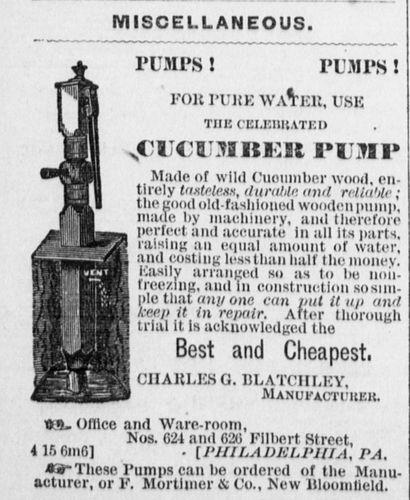 MISCELLANEOUS.
PUMPS! PUMPS!
FOR PURE WATER, USE
THE CELEBRATED
CUCUMBER PUMP
Made of wild Cucumber wood, en-
tirely tasteless, durable and reliable;
the good old-fashioned wooden pump,
made by machinery, and therefore
perfect and accurate in all its parts,
raising an equal amount of water,
and costing less than half the money.
Easily arranged so as to be non-
freezing, and in construction so sim-
ple that any one can put it up and
keep it in repair. After thorough
trial it is acknowledged the
Best and Cheapest.
CHARLES G. BLATCHLEY,
MANUFACTURER.
VENT
Office and Ware-room,
Nos. 624 and 626 Filbert Street,
4 15 6m6] [PHILADELPHIA, PA.
These Pumps can be ordered of the Manu-
acturer, or F. Mortimer & Co., New Bloomfield.